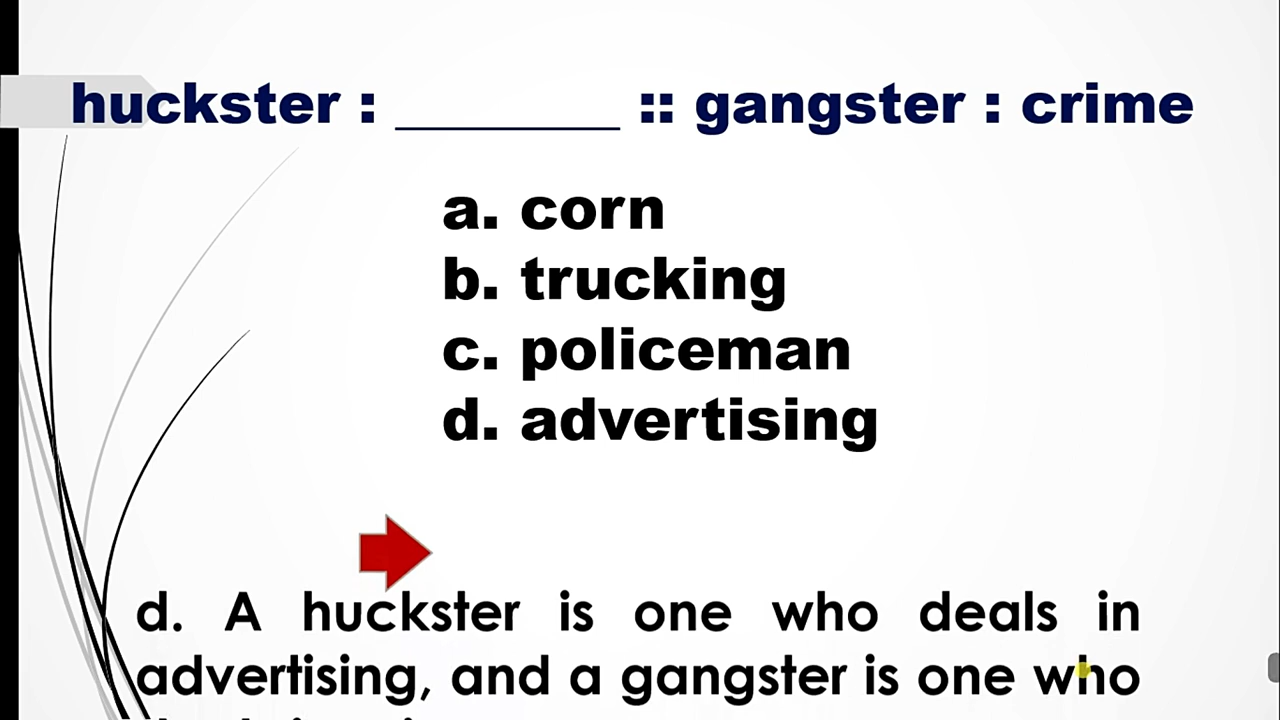 huckster : ________ :: gangster : crime
a. corn
b. trucking
c. policeman
d. advertising
d. A huckster is one who deals in
advertising, and a gangster is one who